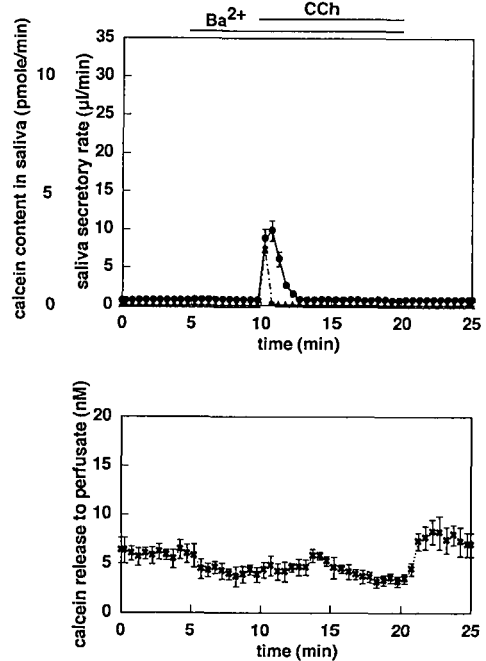 CCh
Ba2+
calcein content in saliva (pmole/min)
10
5
0
saliva secretory rate (µl/min)
35
30
25
20
15
10
5
0
0 5 10 15 20 25
time (min)
calcein release to perfusate (nM)
20
15
10
5
0
0 5 10 15 20 25
time (min)